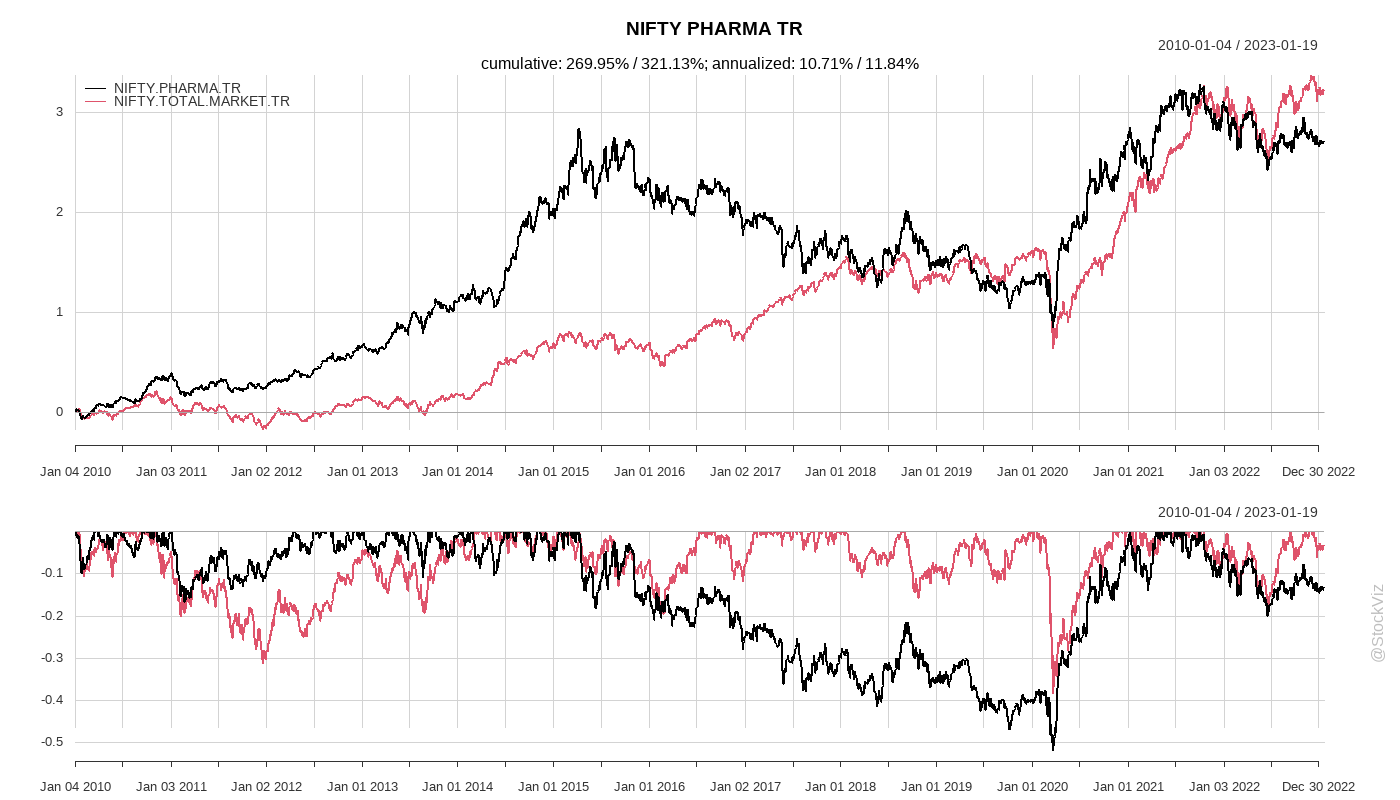 NIFTY PHARMA TR
2010-01-04 / 2023-01-19
cumulative: 269.95% / 321.13%; annualized: 10.71% / 11.84%
NIFTY.PHARMA.TR
NIFTY.TOTAL.MARKET.TR
3
2
1
0
Jan 04 2010 Jan 03 2011 Jan 02 2012 Jan 01 2013 Jan 01 2014 Jan 01 2015 Jan 01 2016 Jan 02 2017 Jan 01 2018 Jan 01 2019 Jan 01 2020 Jan 01 2021 Jan 03 2022 Dec 30 2022
2010-01-04 / 2023-01-19
-0.1
-0.2
-0.3
-0.4
-0.5
Jan 04 2010 Jan 03 2011 Jan 02 2012 Jan 01 2013 Jan 01 2014 Jan 01 2015 Jan 01 2016 Jan 02 2017 Jan 01 2018 Jan 01 2019 Jan 01 2020 Jan 01 2021 Jan 03 2022 Dec 30 2022
@StockViz